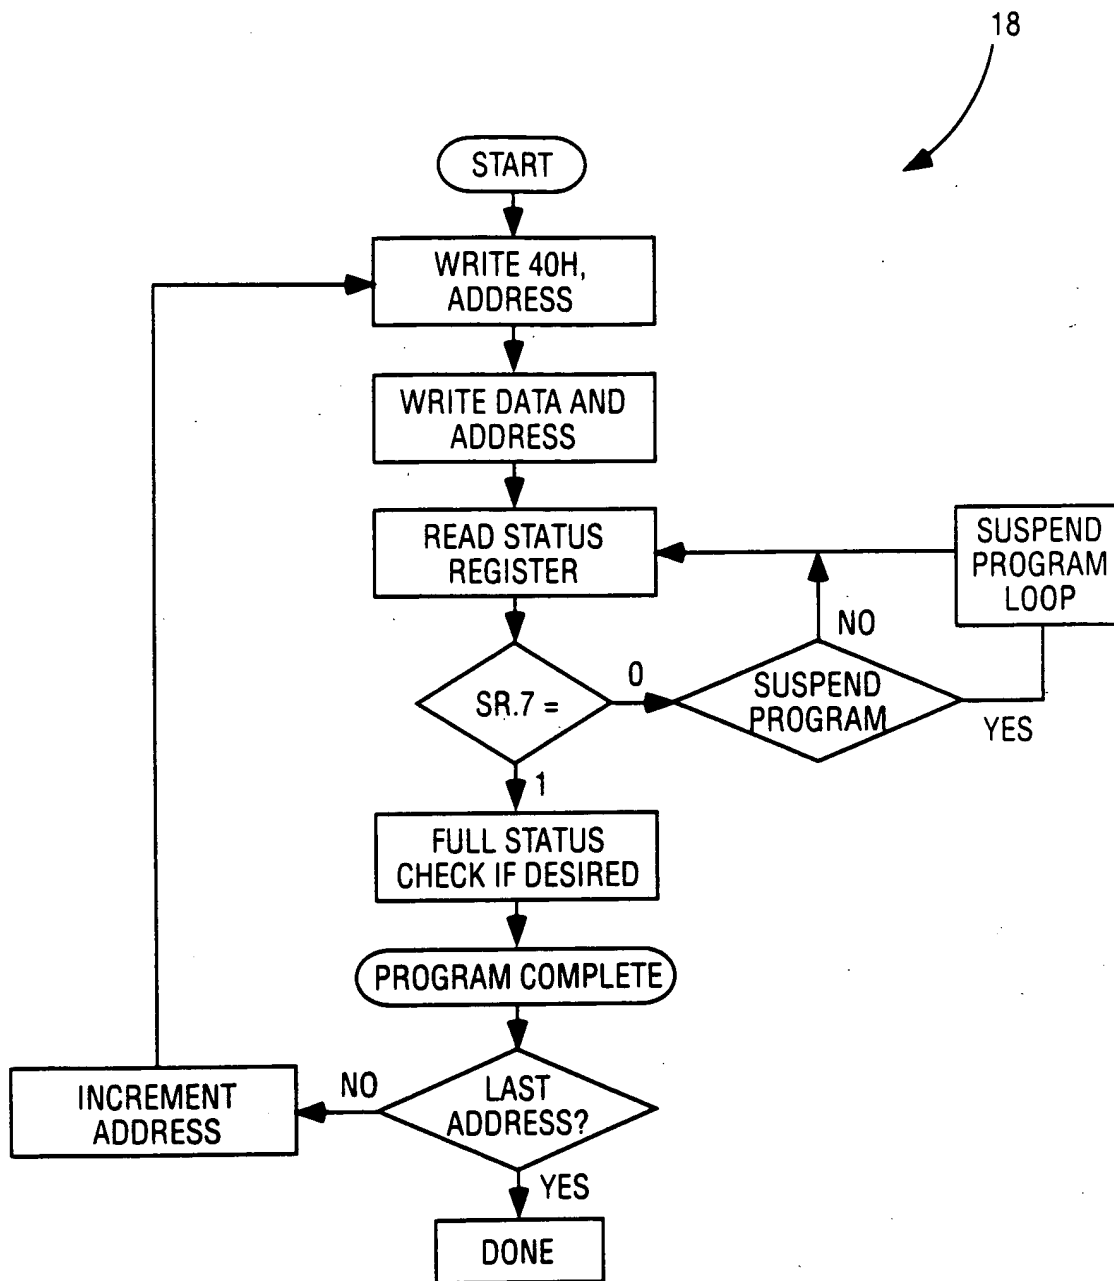 18
START
WRITE 40H,
ADDRESS
WRITE DATA AND
ADDRESS
READ STATUS
REGISTER
SUSPEND
PROGRAM
LOOP
NO
0
SR.7 =
SUSPEND
PROGRAM
YES
1
FULL STATUS
CHECK IF DESIRED
PROGRAM COMPLETE
INCREMENT
ADDRESS
NO
LAST
ADDRESS?
YES
DONE